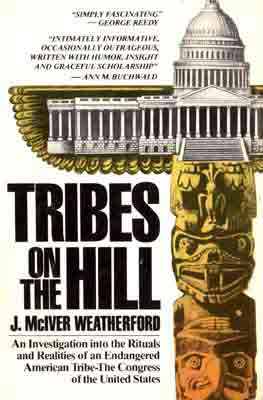 "SIMPLY FASCINATING"
— GEORGE REEDY
"INTIMATELY INFORMATIVE,
OCCASIONALLY OUTRAGEOUS,
WRITTEN WITH HUMOR, INSIGHT
AND GRACEFUL SCHOLARSHIP"
— ANN M. BUCHWALD
TRIBES
ON
THE
HILL
J. McIVER WEATHERFORD
An Investigation into the Rituals
and Realities of an Endangered
American Tribe-The Congress
of the United States